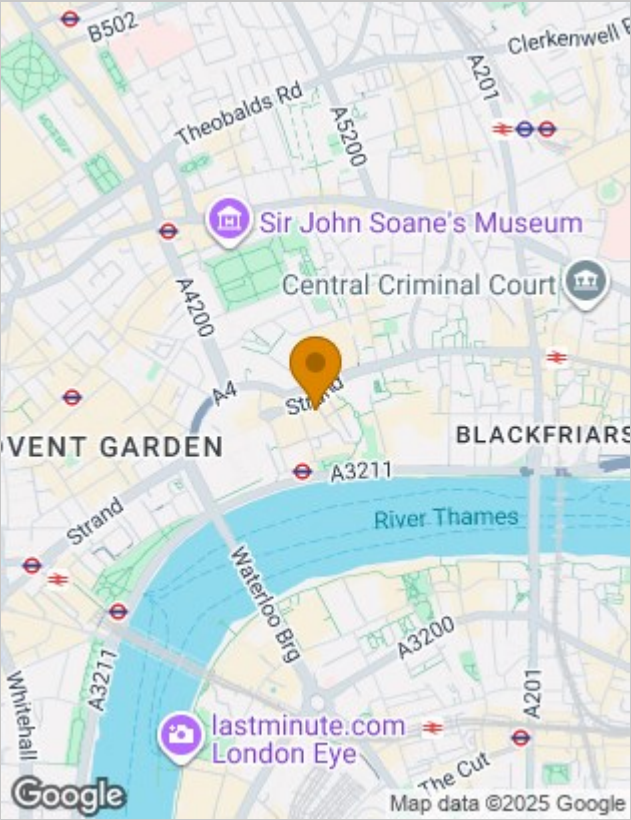 B502
Clerkenwell R
A201
Theobalds Rd
A5200
Sir John Soane's Museum
Central Criminal Court
A4200
A4
Strand
OVENT GARDEN
BLACKFRIARS
A3211
River Thames
Strand
Waterloo Brg
A3200
A3211
A201
Whitehall
lastminute.com
London Eye
The Cut
Google
Map data ©2025 Google